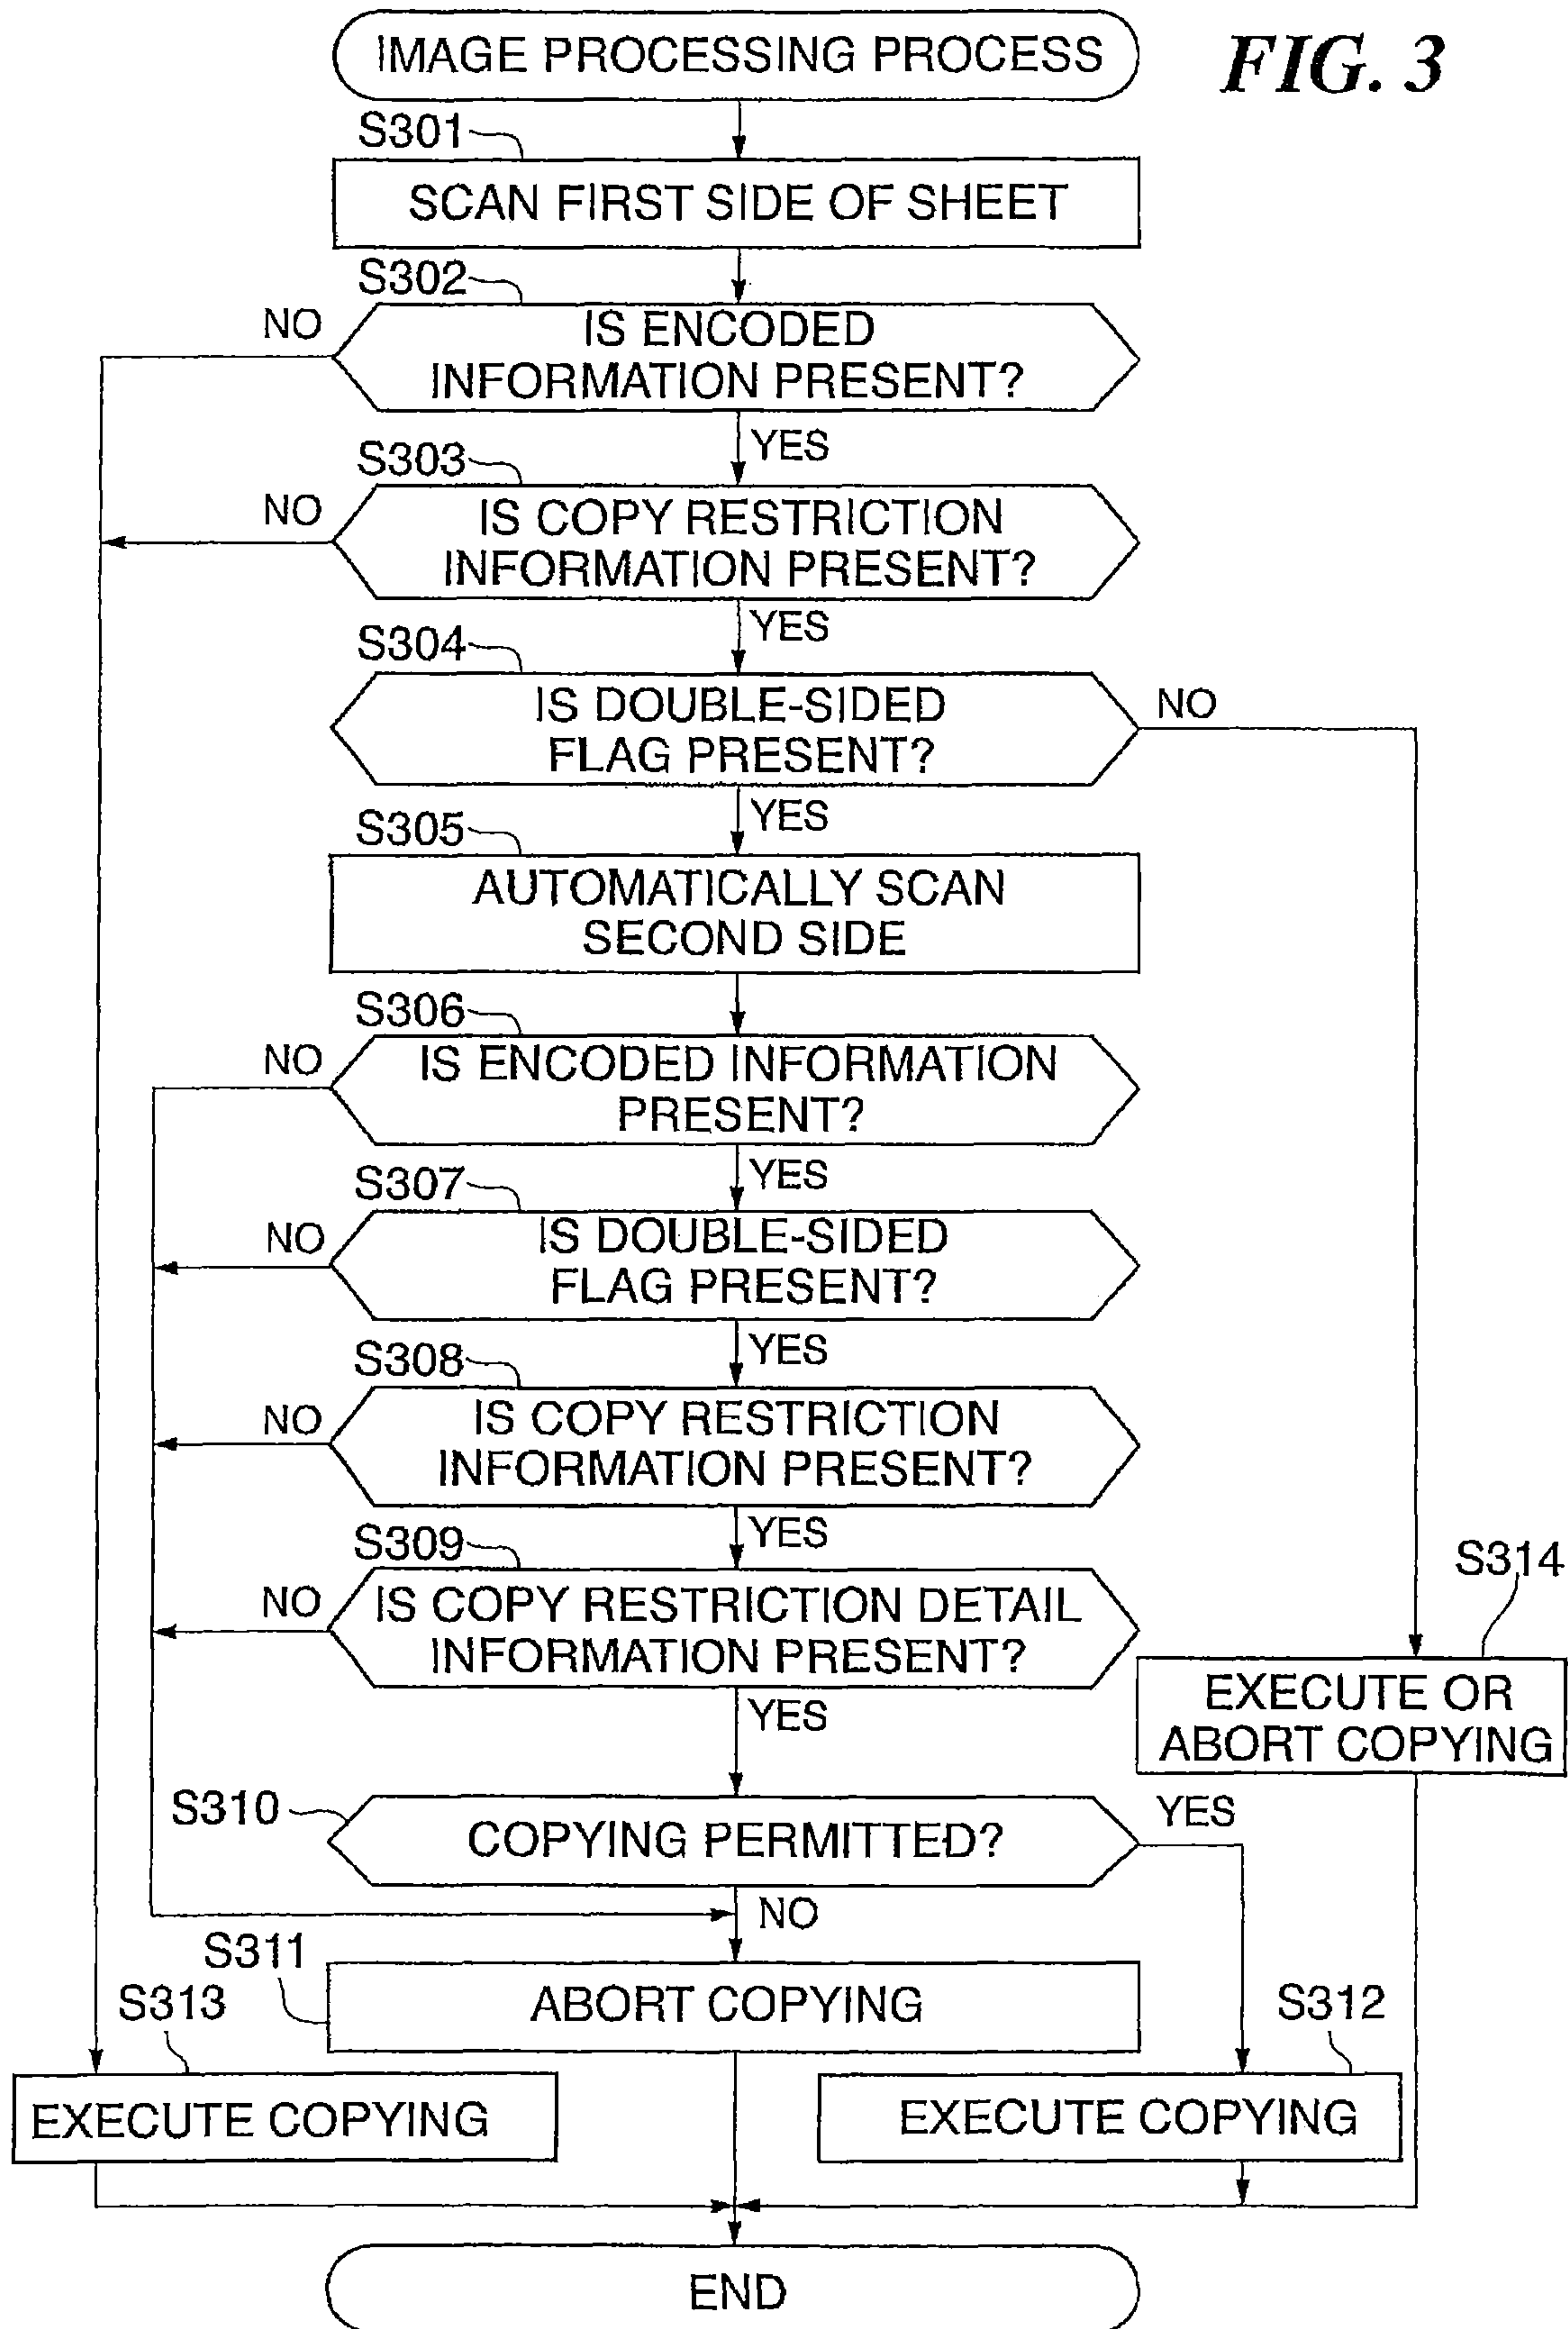 IMAGE PROCESSING PROCESS
FIG. 3
S301
SCAN FIRST SIDE OF SHEET
S302
NO
IS ENCODED
INFORMATION PRESENT?
YES
S303
NO
IS COPY RESTRICTION
INFORMATION PRESENT?
YES
S304
IS DOUBLE-SIDED
FLAG PRESENT?
NO
YES
S305
AUTOMATICALLY SCAN
SECOND SIDE
S306
NO
IS ENCODED INFORMATION
PRESENT?
YES
S307
NO
IS DOUBLE-SIDED
FLAG PRESENT?
YES
S308
NO
IS COPY RESTRICTION
INFORMATION PRESENT?
YES
S309
NO
IS COPY RESTRICTION DETAIL
INFORMATION PRESENT?
YES
S314
EXECUTE OR
ABORT COPYING
S310
COPYING PERMITTED?
YES
NO
S311
ABORT COPYING
S313
EXECUTE COPYING
S312
EXECUTE COPYING
END